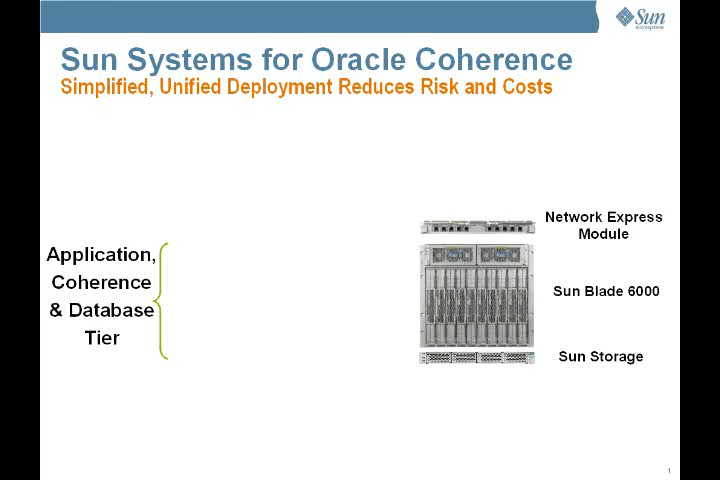 Sun
microsystems
Sun Systems for Oracle Coherence
Simplified, Unified Deployment Reduces Risk and Costs
Network Express
Module
Application,
Coherence
& Database
Tier
Sun Blade 6000
Sun Storage
1